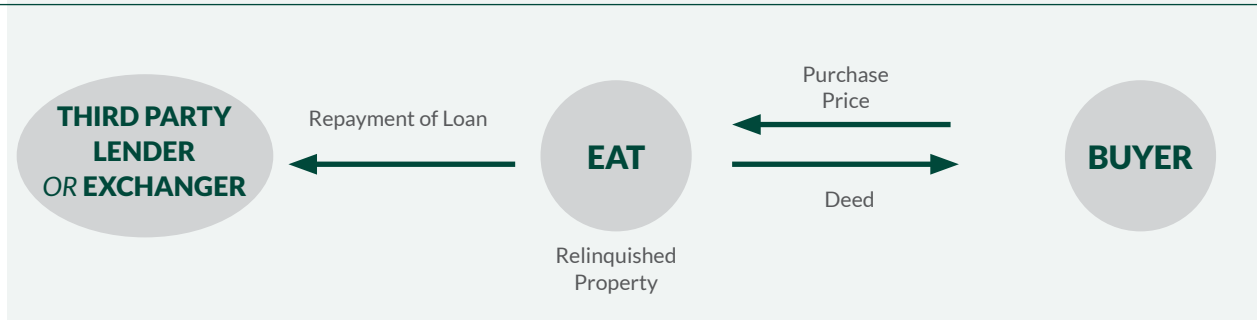 THIRD PARTY
LENDER
OR EXCHANGER
Repayment of Loan
EAT
Relinquished
Property
Purchase
Price
Deed
BUYER